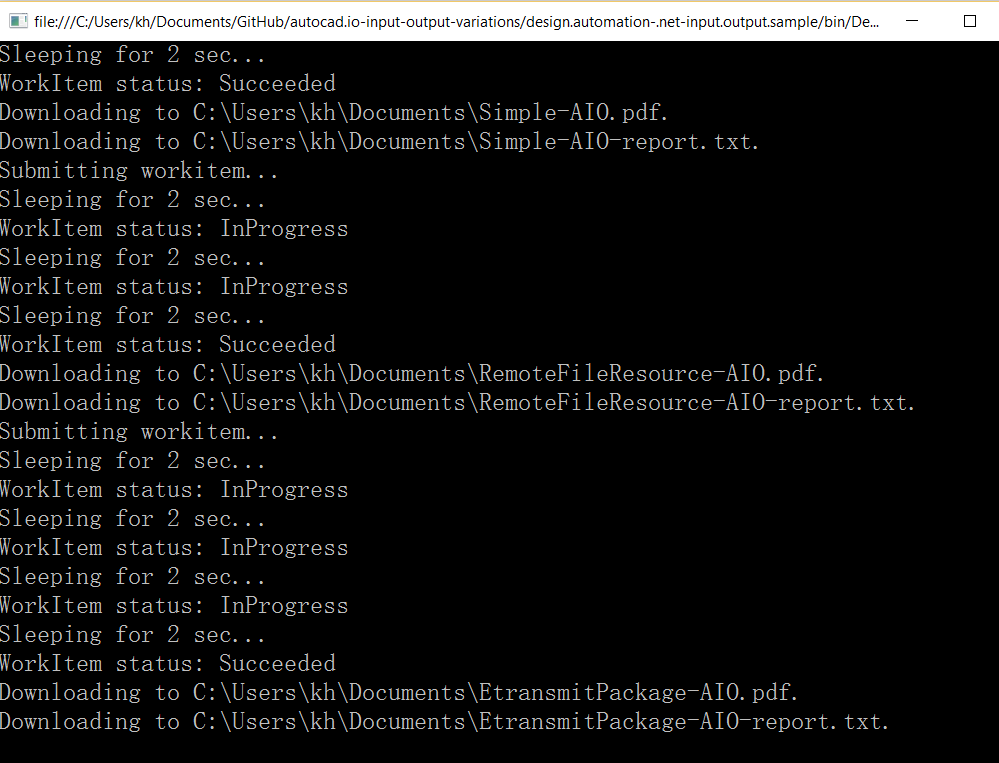 file:///C:/Users/kh/Documents/GitHub/autocad.io-input-output-variations/design.automation-.net-input.output.sample/bin/De...
Sleeping for 2 sec...
WorkItem status: Succeeded
Downloading to C:\Users\kh\Documents\Simple-AIO.pdf.
Downloading to C:\Users\kh\Documents\Simple-AIO-report.txt.
Submitting workitem...
Sleeping for 2 sec...
WorkItem status: InProgress
Sleeping for 2 sec...
WorkItem status: InProgress
Sleeping for 2 sec...
WorkItem status: Succeeded
Downloading to C:\Users\kh\Documents\RemoteFileResource-AIO.pdf.
Downloading to C:\Users\kh\Documents\RemoteFileResource-AIO-report.txt.
Submitting workitem...
Sleeping for 2 sec...
WorkItem status: InProgress
Sleeping for 2 sec...
WorkItem status: InProgress
Sleeping for 2 sec...
WorkItem status: InProgress
Sleeping for 2 sec...
WorkItem status: Succeeded
Downloading to C:\Users\kh\Documents\EtransmitPackage-AIO.pdf.
Downloading to C:\Users\kh\Documents\EtransmitPackage-AIO-report.txt.